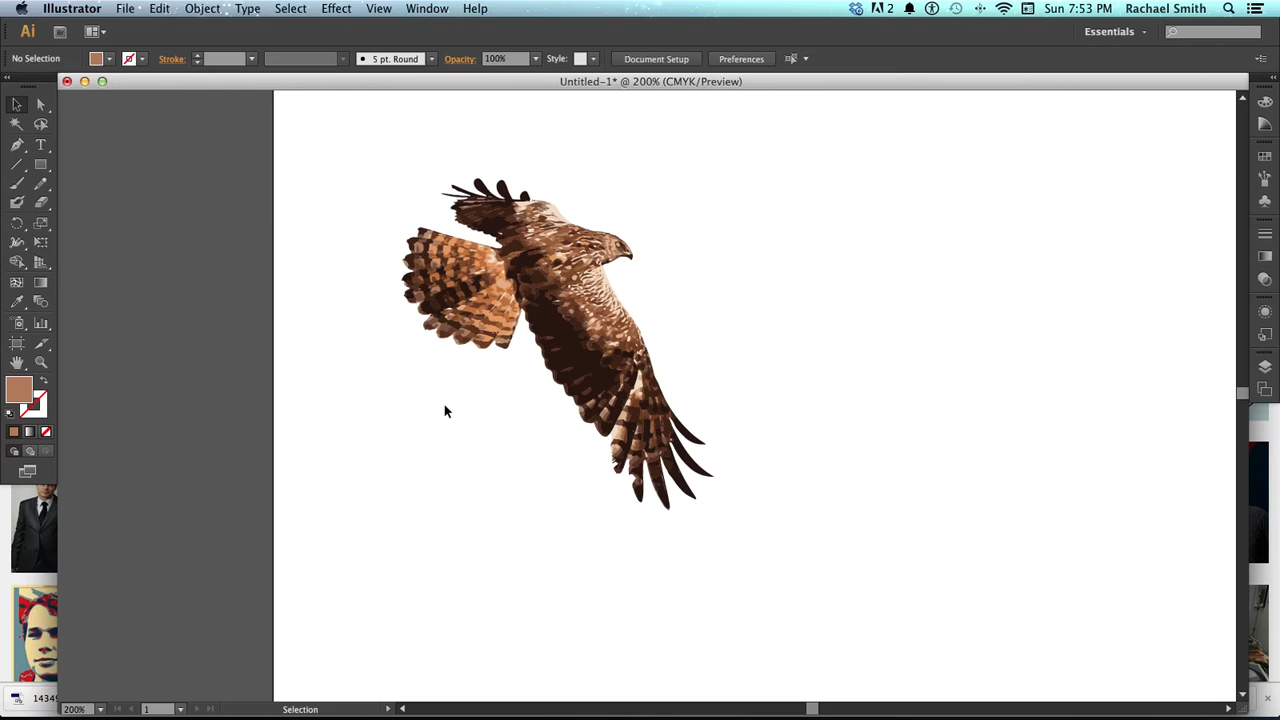 Illustrator File Edit Object Type Select Effect View Window Help 2 Sun 7:53 PM Rachael Smith
Ai Essentials
No Selection Stroke: 5 pt. Round Opacity: 100% Style: Document Setup Preferences
Untitled-1* @ 200% (CMYK/Preview)
T
14345
200% 1 Selection